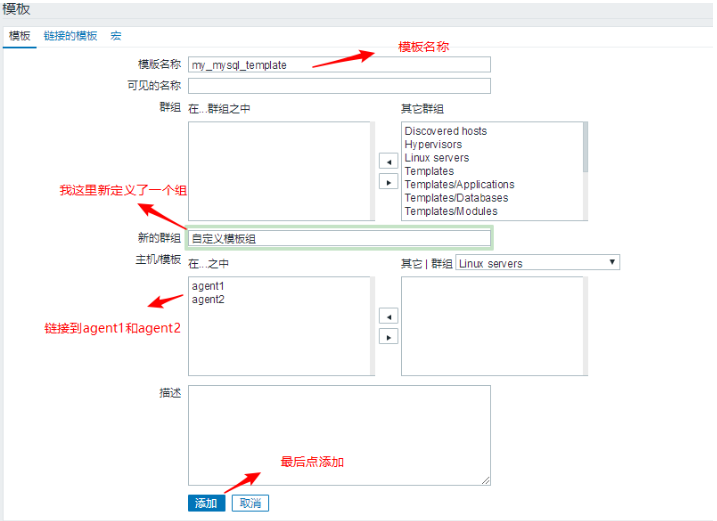 模板
模板 链接的模板 宏
模板名称
模版名称 my_mysql_template
可见的名称
群组 在...群组之中 其它群组
Discovered hosts
Hypervisors
Linux servers
Templates
我这里新定义了一个组 Templates/Applications
Templates/Databases
Templates/Modules
新的群组 自定义模板组
主机/模板 在...之中 其它 | 群组 Linux servers
agent1
agent2
链接到agent1和agent2
描述
最后点添加
添加 取消